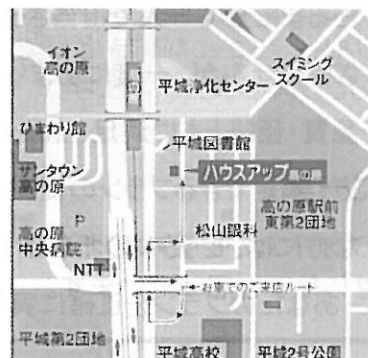 イオン
高の原
スイミング
スクール
平城浄化センター
ひまわり館
平城図書館
サンタウン
高の原
ハウスアップ高の原
高の原駅前
東第2団地
P
高の原
中央病院
松山眼科
NTT
お車でのご来店ルート
平城第2団地
平城高校
平城2号公園